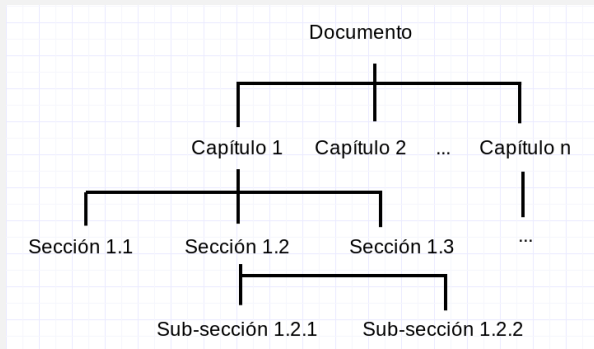 Documento
Capítulo 1 Capítulo 2 ... Capítulo n
Sección 1.1 Sección 1.2 Sección 1.3 ...
Sub-sección 1.2.1 Sub-sección 1.2.2